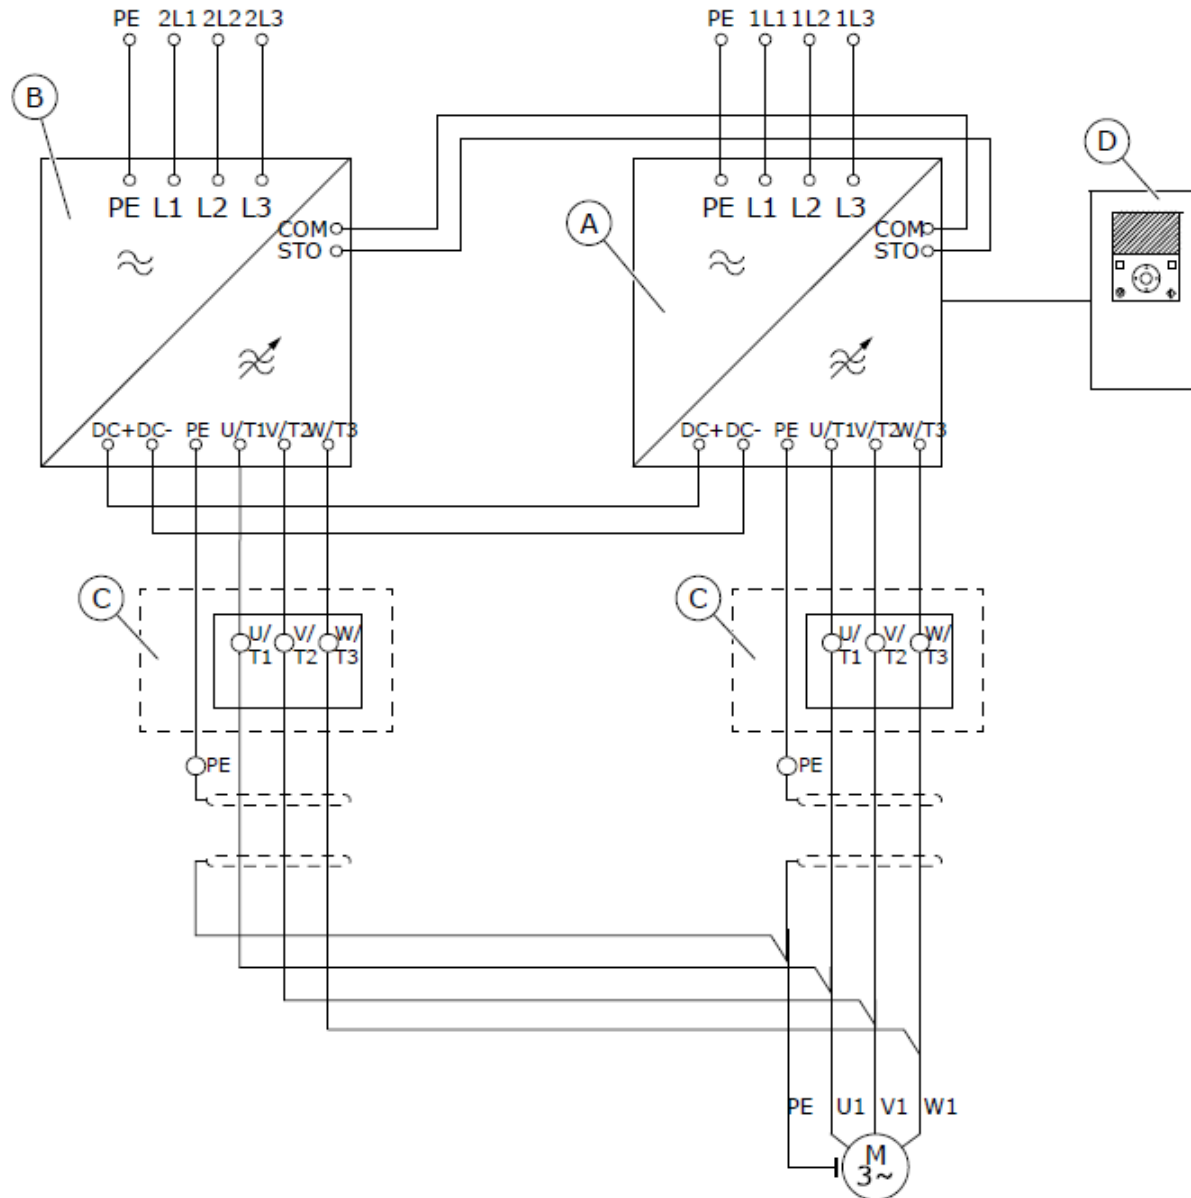 PE 2L1 2L2 2L3
PE 1L1 1L2 1L3
B
D
PE L1 L2 L3
PE L1 L2 L3
A
COM
STO
COM
STO
DC+ DC- PE U/T1 V/T2 W/T3
DC+ DC- PE U/T1 V/T2 W/T3
C
C
U/ V/ W/
T1 T2 T3
U/ V/ W/
T1 T2 T3
PE
PE
PE U1 V1 W1
M
3~